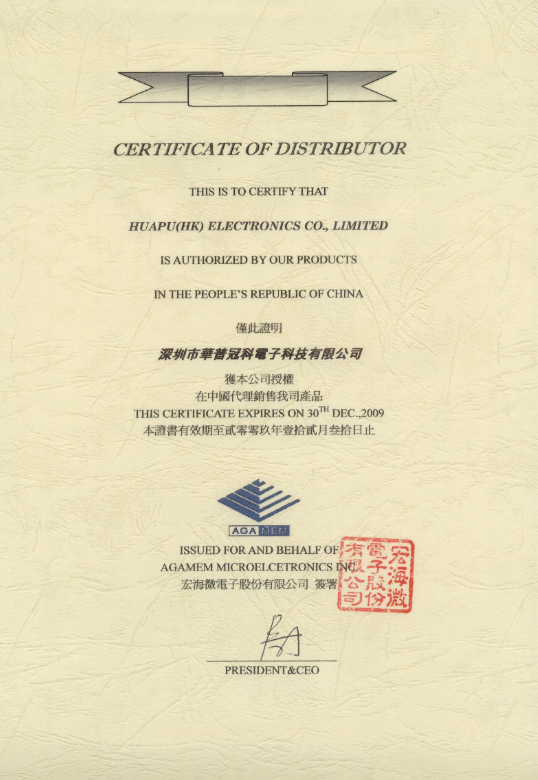 CERTIFICATE OF DISTRIBUTOR
THIS IS TO CERTIFY THAT
HUAPU(HK) ELECTRONICS CO., LIMITED
IS AUTHORIZED BY OUR PRODUCTS
IN THE PEOPLE'S REPUBLIC OF CHINA
僅此證明
深圳市華普冠科電子科技有限公司
獲本公司授權
在中國代理銷售我司產品
THIS CERTIFICATE EXPIRES ON 30TH DEC.,2009
本證書有效期至貳零零玖年壹拾貳月叁拾日止
AGAMEM
ISSUED FOR AND BEHALF OF
AGAMEM MICROELCETRONICS INC.
宏海微電子股份有限公司 簽署
宏海微
電子股份
有限公司
PRESIDENT&CEO